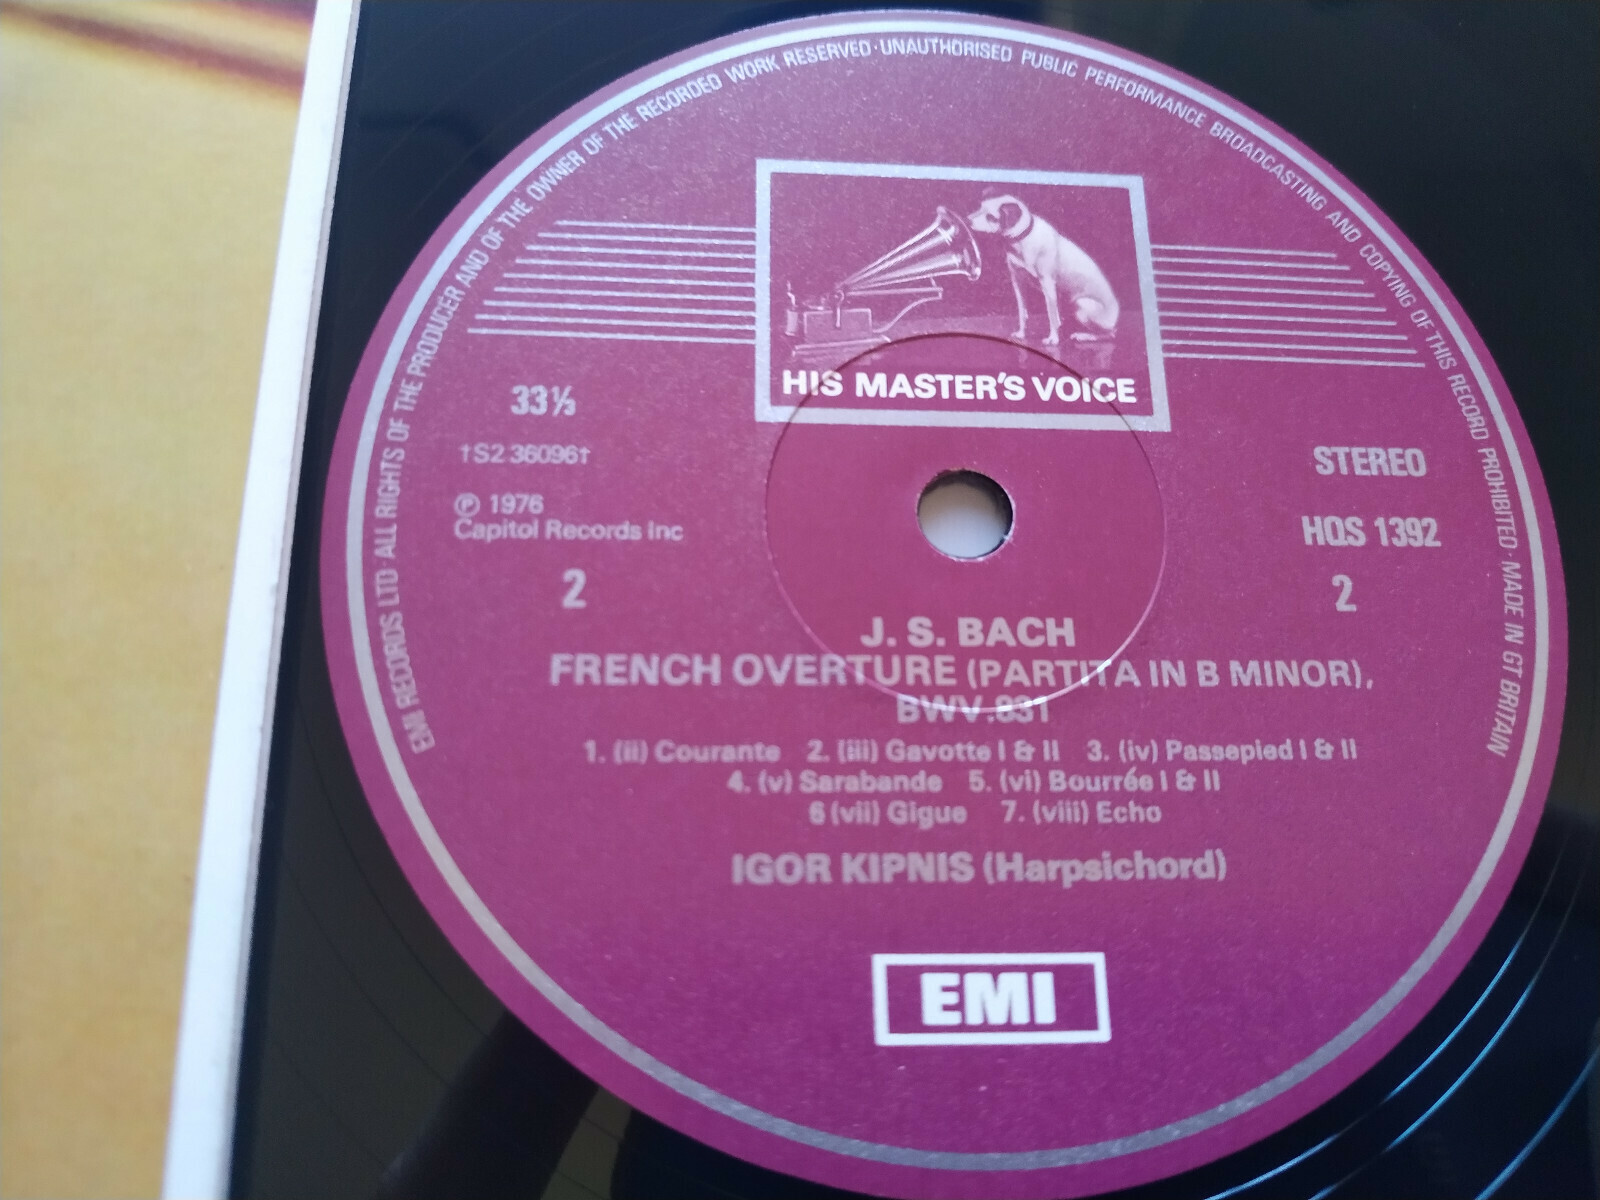 EMI RECORDS LTD · ALL RIGHTS OF THE PRODUCER AND OF THE OWNER OF THE RECORDED WORK RESERVED · UNAUTHORISED PUBLIC PERFORMANCE BROADCASTING AND COPYING OF THIS RECORD PROHIBITED · MADE IN GT BRITAIN
HIS MASTER'S VOICE
33⅓
†S2 36096†
℗ 1976
Capitol Records Inc
2
STEREO
HQS 1392
2
J. S. BACH
FRENCH OVERTURE (PARTITA IN B MINOR),
BWV.831
1. (ii) Courante 2. (iii) Gavotte I & II 3. (iv) Passepied I & II
4. (v) Sarabande 5. (vi) Bourrée I & II
6 (vii) Gigue 7. (viii) Echo
IGOR KIPNIS (Harpsichord)
EMI